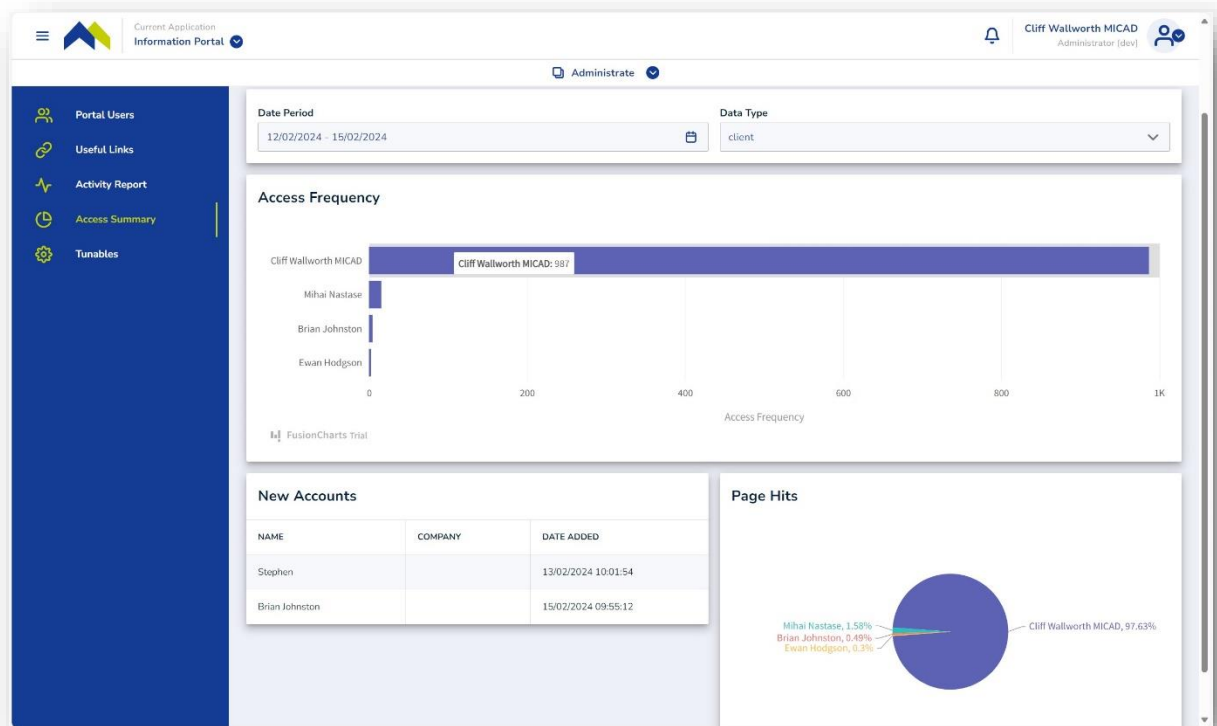 Current Application
Information Portal
Cliff Wallworth MICAD
Administrator (dev)
Administrate
Portal Users
Useful Links
Activity Report
Access Summary
Tunables
Date Period
12/02/2024 - 15/02/2024
Data Type
client
Access Frequency
Cliff Wallworth MICAD
Cliff Wallworth MICAD: 987
Mihai Nastase
Brian Johnston
Ewan Hodgson
0 200 400 600 800 1K
Access Frequency
FusionCharts Trial
New Accounts
NAME COMPANY DATE ADDED
Stephen 13/02/2024 10:01:54
Brian Johnston 15/02/2024 09:55:12
Page Hits
Mihai Nastase, 1.58%
Brian Johnston, 0.49%
Ewan Hodgson, 0.3%
Cliff Wallworth MICAD, 97.63%